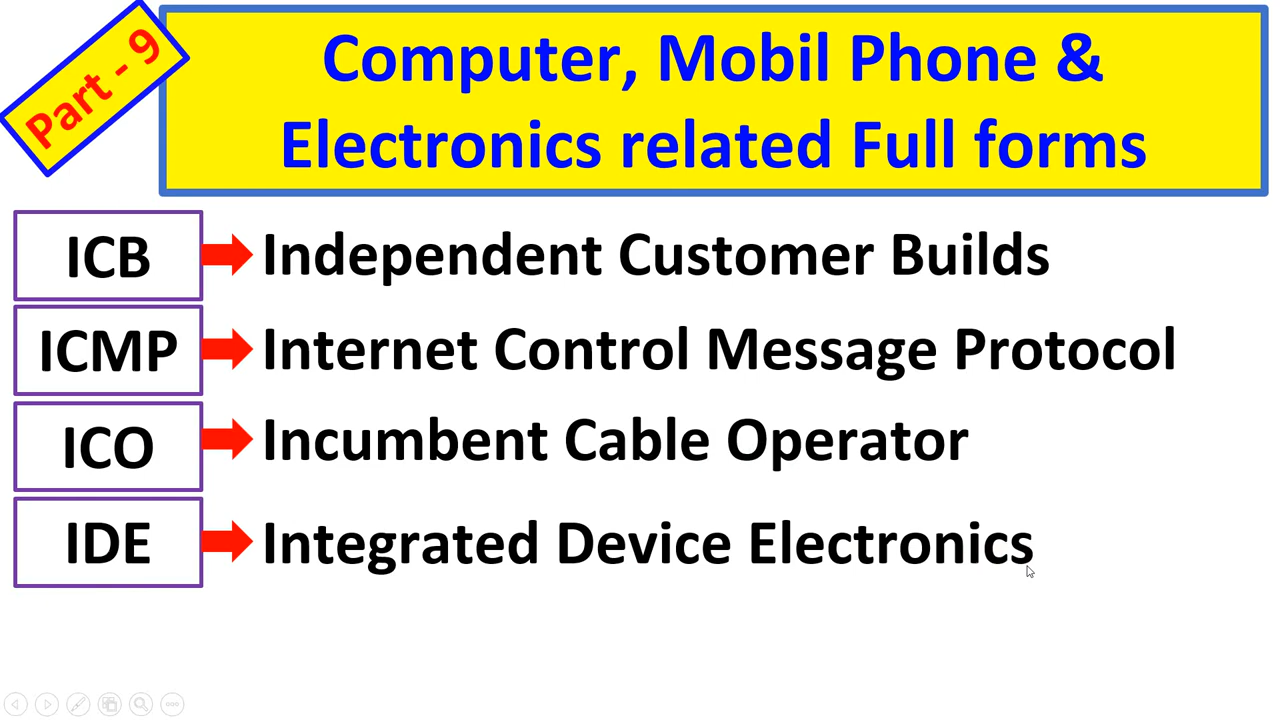 Part - 9
Computer, Mobil Phone &
Electronics related Full forms
ICB Independent Customer Builds
ICMP Internet Control Message Protocol
ICO Incumbent Cable Operator
IDE Integrated Device Electronics